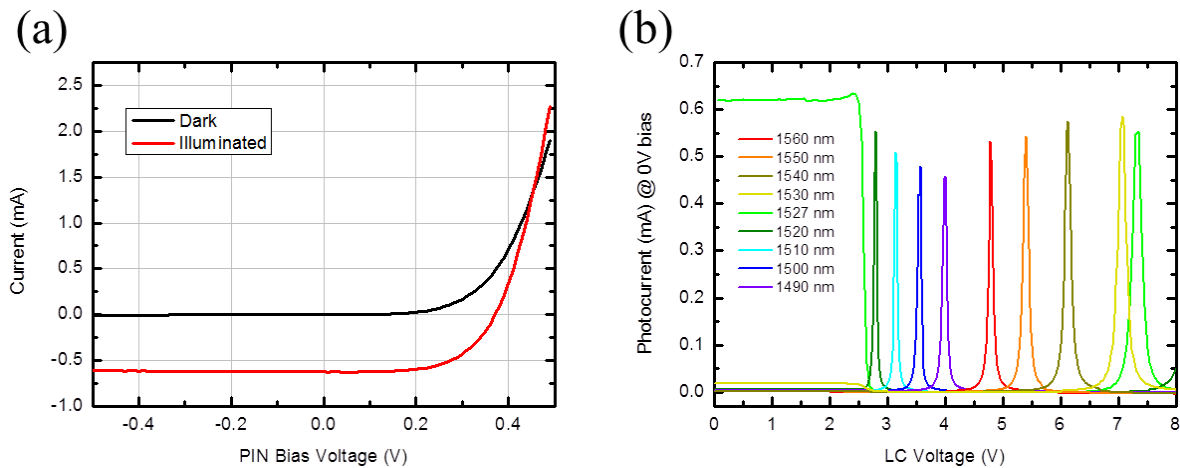 (a)
2.5
2.0
1.5
1.0
0.5
0.0
-0.5
-1.0
Current (mA)
Dark
Illuminated
-0.4
-0.2
0.0
0.2
0.4
PIN Bias Voltage (V)
(b)
0.7
0.6
0.5
0.4
0.3
0.2
0.1
0.0
Photocurrent (mA) @ 0V bias
1560 nm
1550 nm
1540 nm
1530 nm
1527 nm
1520 nm
1510 nm
1500 nm
1490 nm
0
1
2
3
4
5
6
7
8
LC Voltage (V)